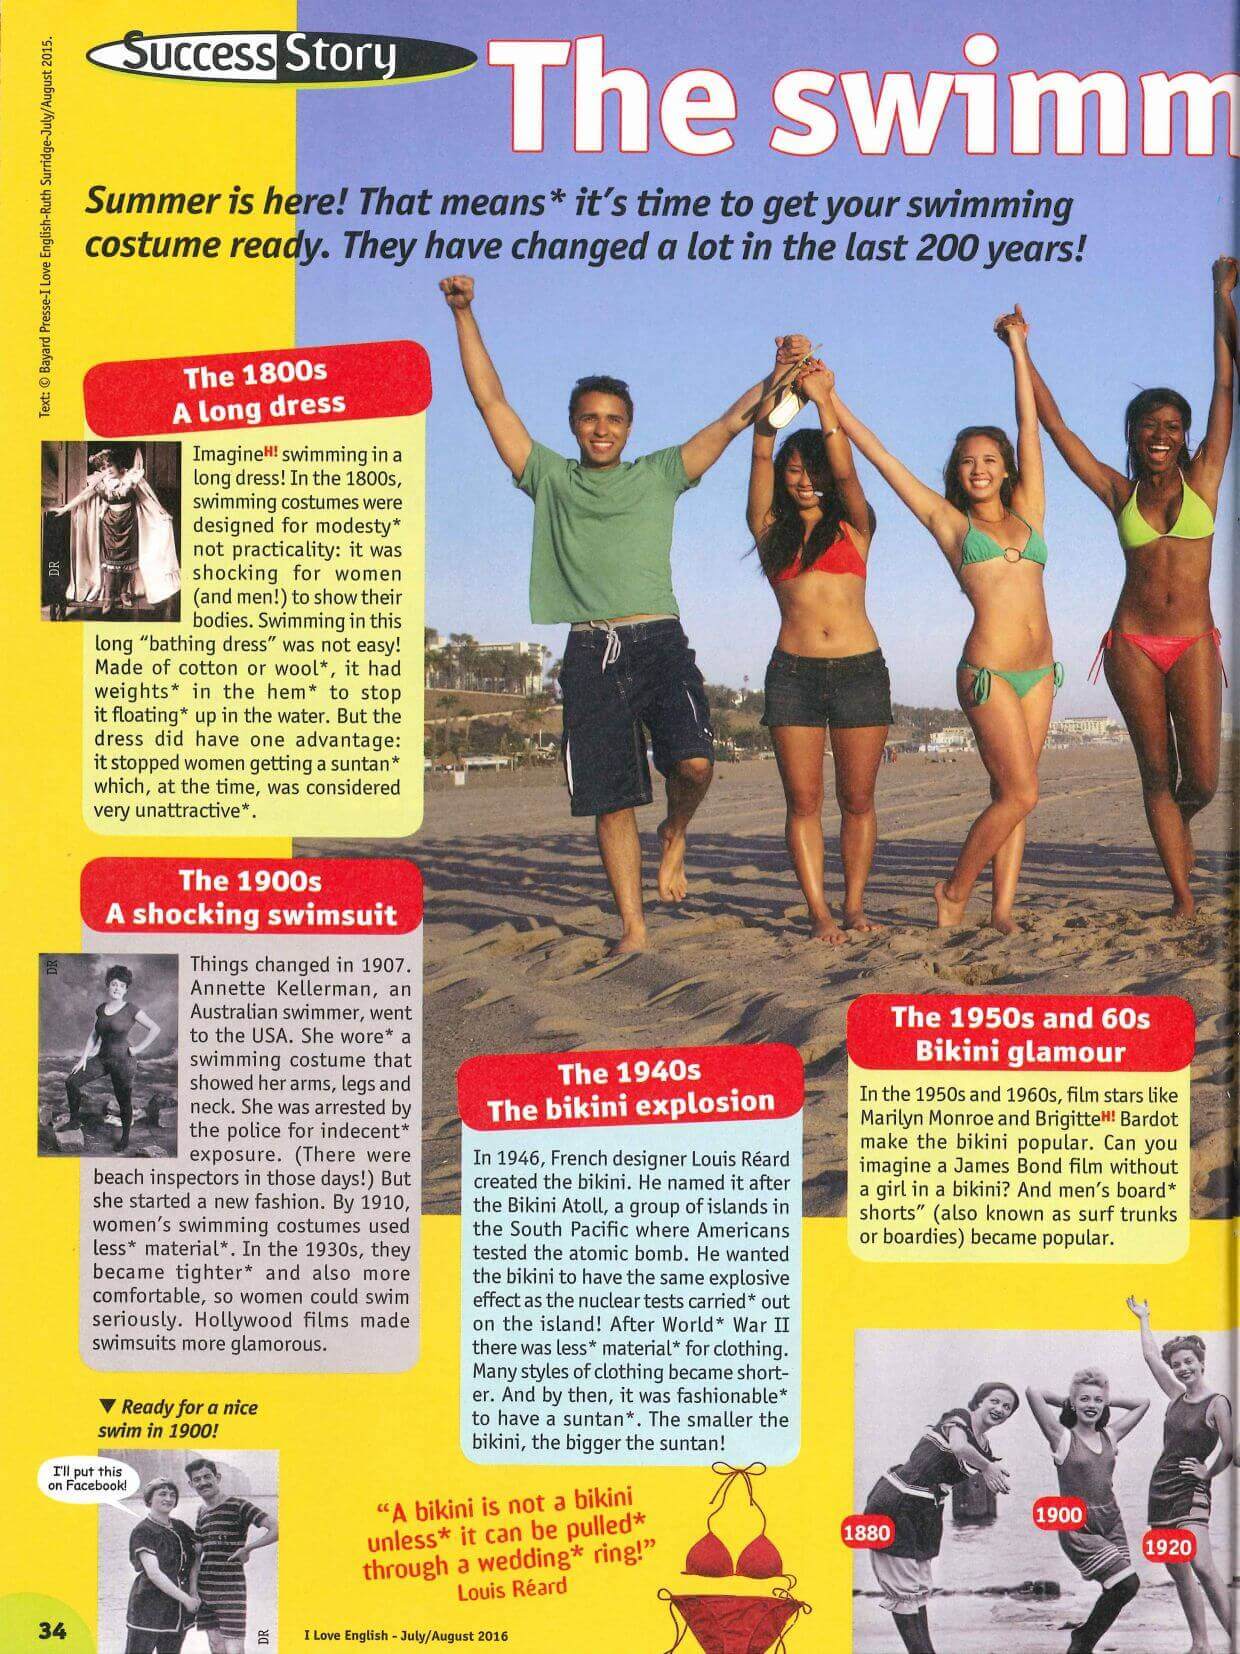 Success Story
The swimm
Text: © Bayard Presse-I Love English-Ruth Surridge-July/August 2015.
Summer is here! That means* it's time to get your swimming
costume ready. They have changed a lot in the last 200 years!
The 1800s
A long dress
DR
ImagineH! swimming in a
long dress! In the 1800s,
swimming costumes were
designed for modesty*
not practicality: it was
shocking for women
(and men!) to show their
bodies. Swimming in this
long “bathing dress” was not easy!
Made of cotton or wool*, it had
weights* in the hem* to stop
it floating* up in the water. But the
dress did have one advantage:
it stopped women getting a suntan*
which, at the time, was considered
very unattractive*.
The 1900s
A shocking swimsuit
DR
Things changed in 1907.
Annette Kellerman, an
Australian swimmer, went
to the USA. She wore* a
swimming costume that
showed her arms, legs and
neck. She was arrested by
the police for indecent*
exposure. (There were
beach inspectors in those days!) But
she started a new fashion. By 1910,
women's swimming costumes used
less* material*. In the 1930s, they
became tighter* and also more
comfortable, so women could swim
seriously. Hollywood films made
swimsuits more glamorous.
▼ Ready for a nice
swim in 1900!
I'll put this
on Facebook!
DR
The 1940s
The bikini explosion
In 1946, French designer Louis Réard
created the bikini. He named it after
the Bikini Atoll, a group of islands in
the South Pacific where Americans
tested the atomic bomb. He wanted
the bikini to have the same explosive
effect as the nuclear tests carried* out
on the island! After World* War II
there was less* material* for clothing.
Many styles of clothing became short-
er. And by then, it was fashionable*
to have a suntan*. The smaller the
bikini, the bigger the suntan!
“A bikini is not a bikini
unless* it can be pulled*
through a wedding* ring!”
Louis Réard
The 1950s and 60s
Bikini glamour
In the 1950s and 1960s, film stars like
Marilyn Monroe and BrigitteH! Bardot
make the bikini popular. Can you
imagine a James Bond film without
a girl in a bikini? And men's board*
shorts” (also known as surf trunks
or boardies) became popular.
1880
1900
1920
34
I Love English - July/August 2016